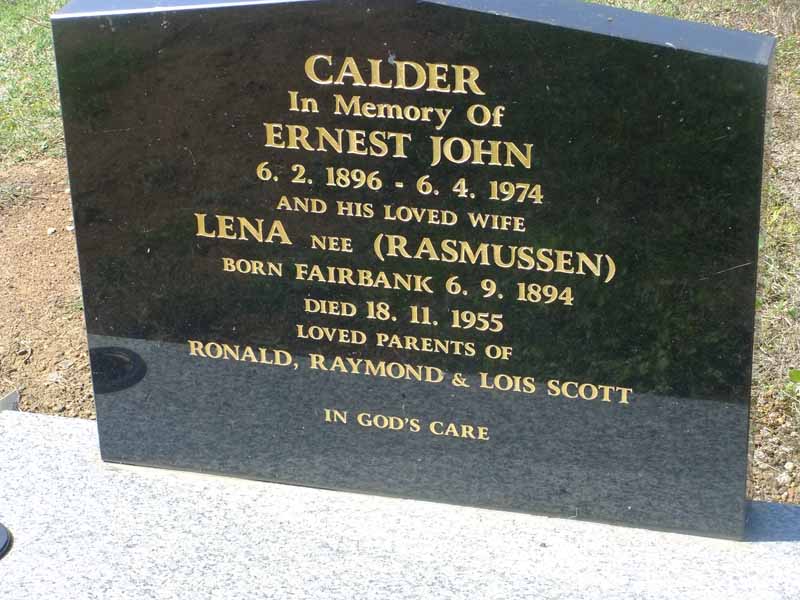 CALDER
In Memory Of
ERNEST JOHN
6. 2. 1896 - 6. 4. 1974
AND HIS LOVED WIFE
LENA NEE (RASMUSSEN)
BORN FAIRBANK 6. 9. 1894
DIED 18. 11. 1955
LOVED PARENTS OF
RONALD, RAYMOND & LOIS SCOTT
IN GOD'S CARE